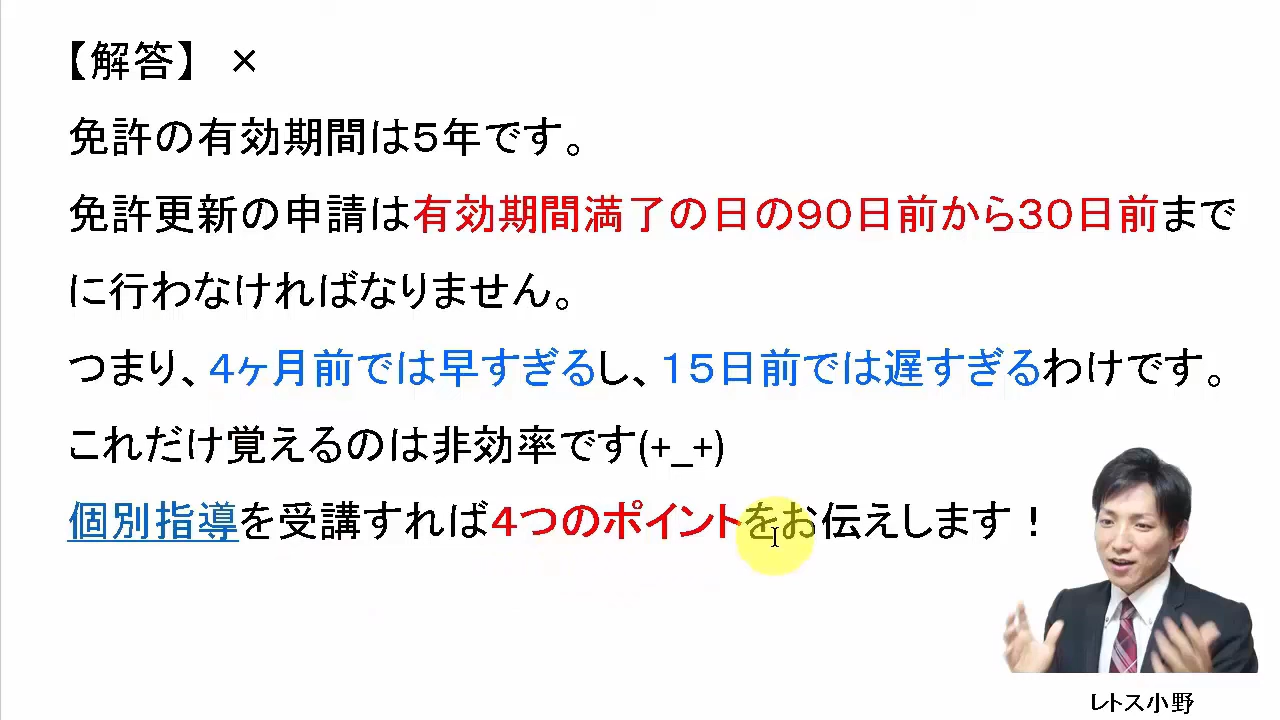 【解答】 ×
免許の有効期間は５年です。
免許更新の申請は有効期間満了の日の９０日前から３０日前まで
に行わなければなりません。
つまり、４ヶ月前では早すぎるし、１５日前では遅すぎるわけです。
これだけ覚えるのは非効率です(+_+)
個別指導を受講すれば４つのポイントをお伝えします！
レトス小野